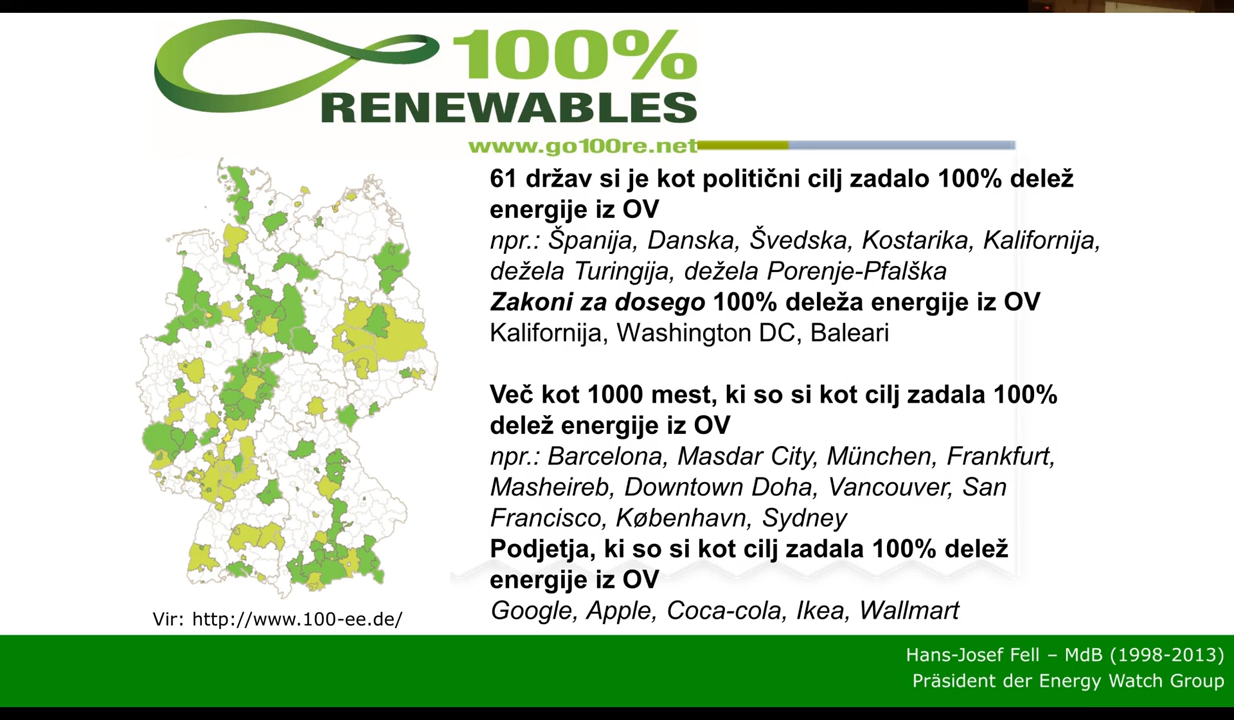 100%
RENEWABLES
www.go100re.net
61 držav si je kot politični cilj zadalo 100% delež
energije iz OV
npr.: Španija, Danska, Švedska, Kostarika, Kalifornija,
dežela Turingija, dežela Porenje-Pfalška
Zakoni za dosego 100% deleža energije iz OV
Kalifornija, Washington DC, Baleari
Več kot 1000 mest, ki so si kot cilj zadala 100%
delež energije iz OV
npr.: Barcelona, Masdar City, München, Frankfurt,
Masheireb, Downtown Doha, Vancouver, San
Francisco, København, Sydney
Podjetja, ki so si kot cilj zadala 100% delež
energije iz OV
Google, Apple, Coca-cola, Ikea, Wallmart
Vir: http://www.100-ee.de/
Hans-Josef Fell – MdB (1998-2013)
Präsident der Energy Watch Group